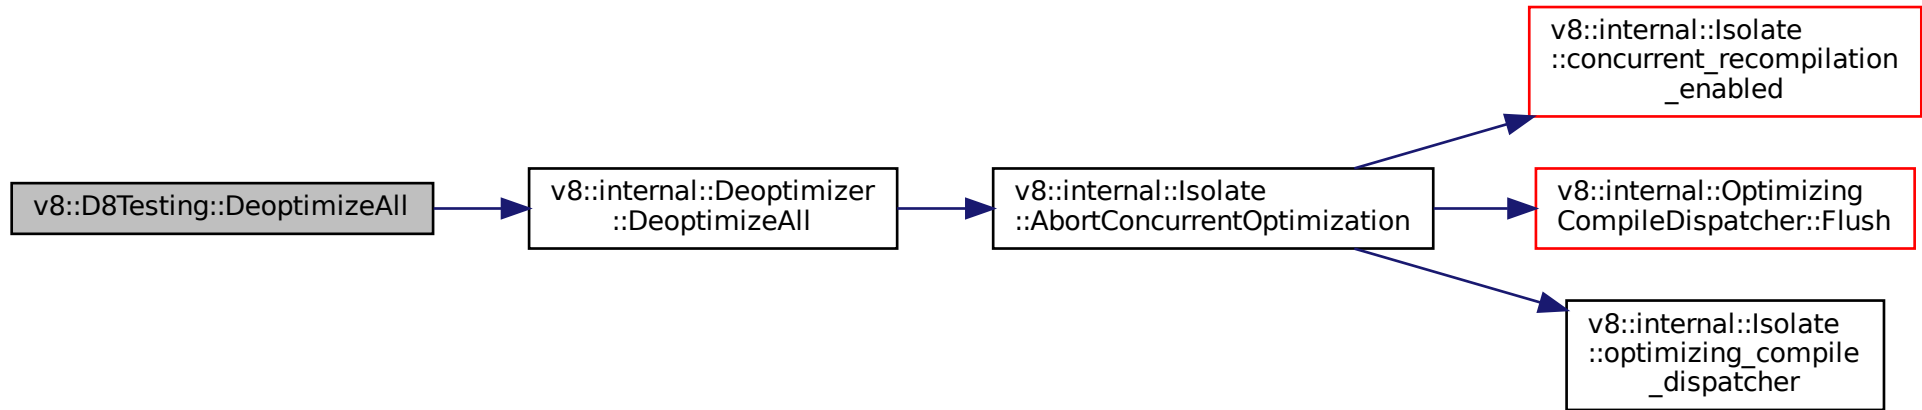 v8::D8Testing::DeoptimizeAll
v8::internal::Deoptimizer
::DeoptimizeAll
v8::internal::Isolate
::AbortConcurrentOptimization
v8::internal::Isolate
::concurrent_recompilation
_enabled
v8::internal::Optimizing
CompileDispatcher::Flush
v8::internal::Isolate
::optimizing_compile
_dispatcher